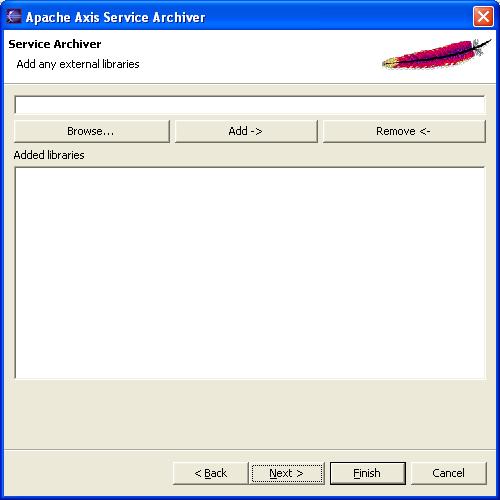 Apache Axis Service Archiver
Service Archiver
Add any external libraries
Browse... Add -> Remove <-
Added libraries
< Back Next > Finish Cancel